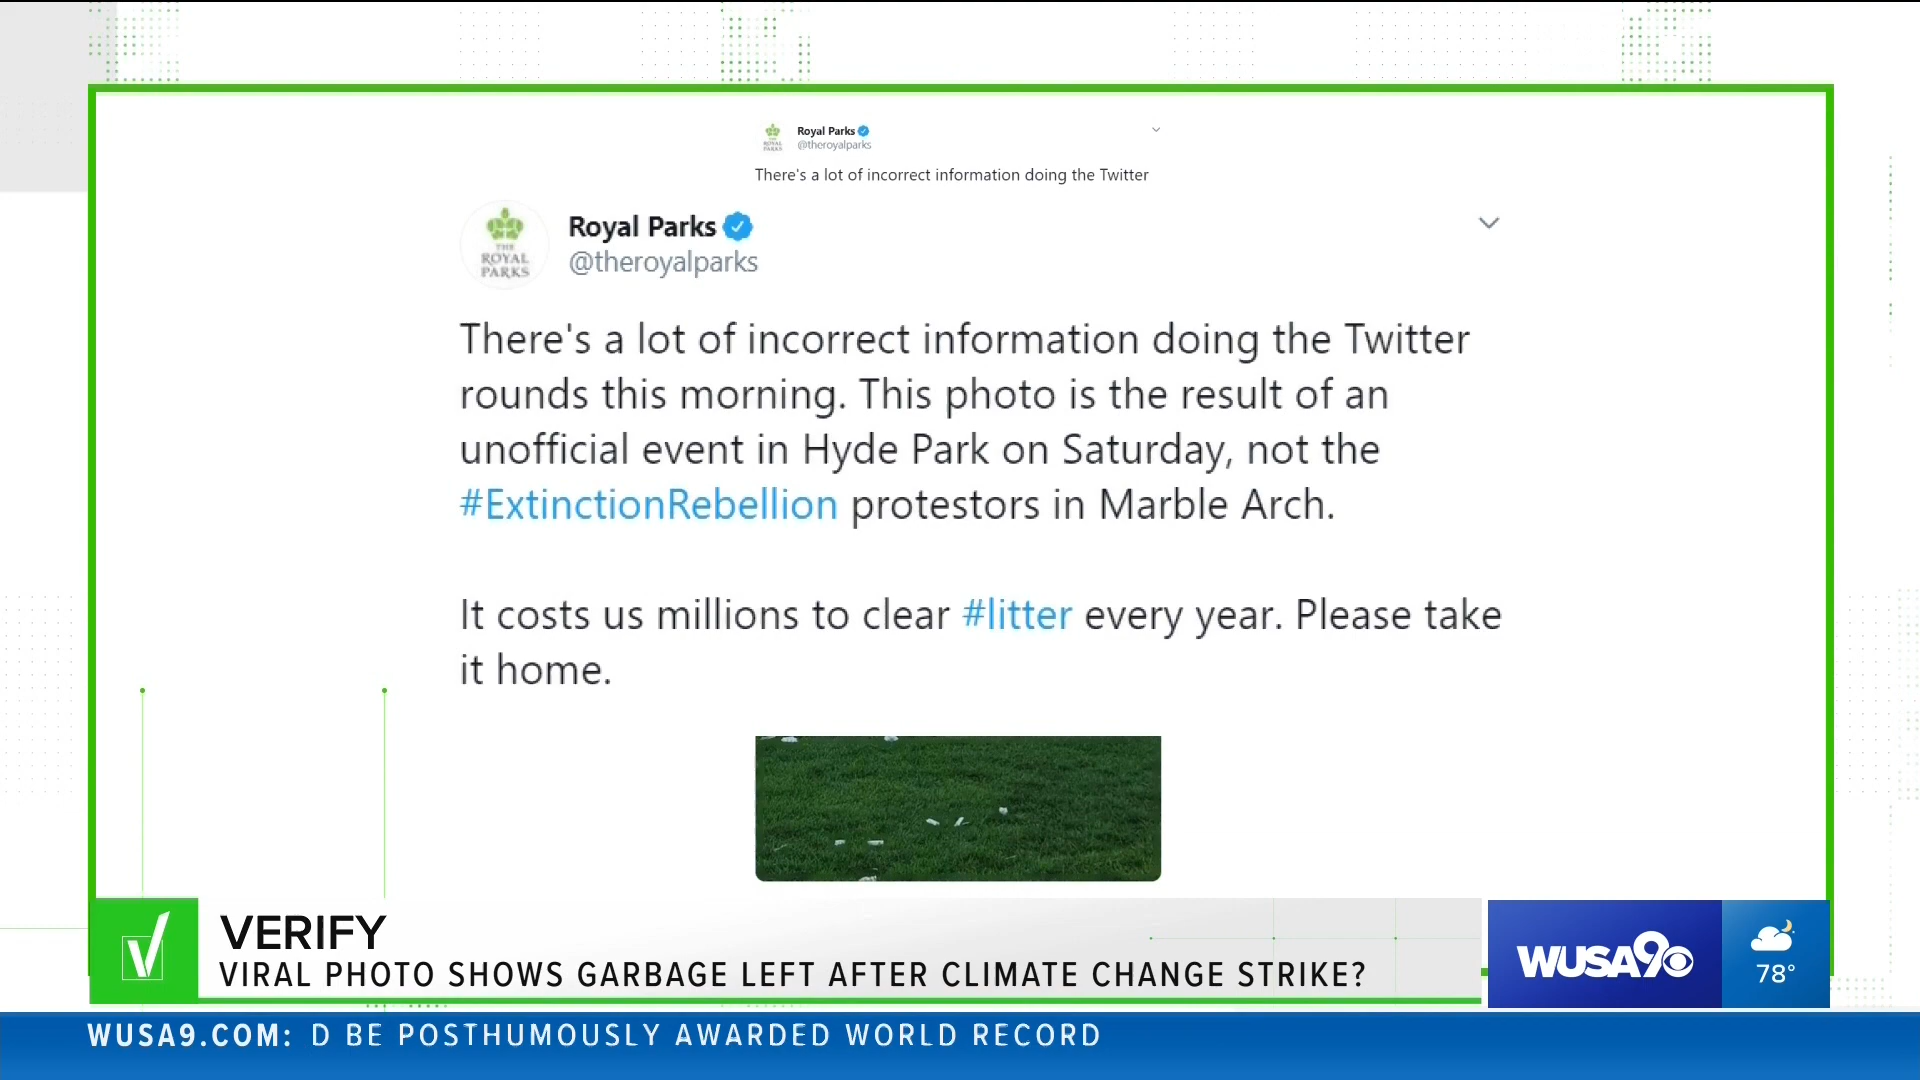 Royal Parks
@theroyalparks
There's a lot of incorrect information doing the Twitter
THE
ROYAL
PARKS
Royal Parks
@theroyalparks
There's a lot of incorrect information doing the Twitter
rounds this morning. This photo is the result of an
unofficial event in Hyde Park on Saturday, not the
#ExtinctionRebellion protestors in Marble Arch.
It costs us millions to clear #litter every year. Please take
it home.
VERIFY
VIRAL PHOTO SHOWS GARBAGE LEFT AFTER CLIMATE CHANGE STRIKE?
WUSA9
78°
WUSA9.COM: D BE POSTHUMOUSLY AWARDED WORLD RECORD